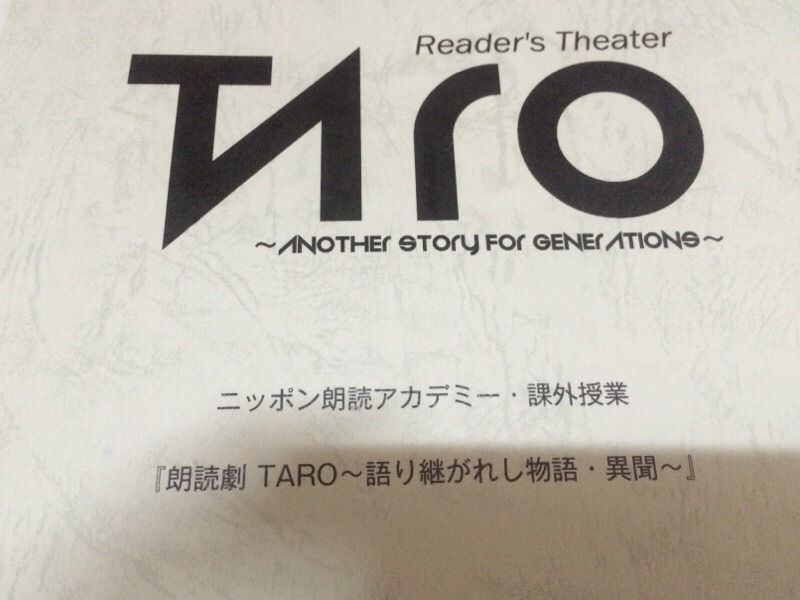 Reader's Theater
TAro
～ANOTHEr STOrY FOr GENErATIONS～
ニッポン朗読アカデミー・課外授業
『朗読劇 TARO～語り継がれし物語・異聞～』